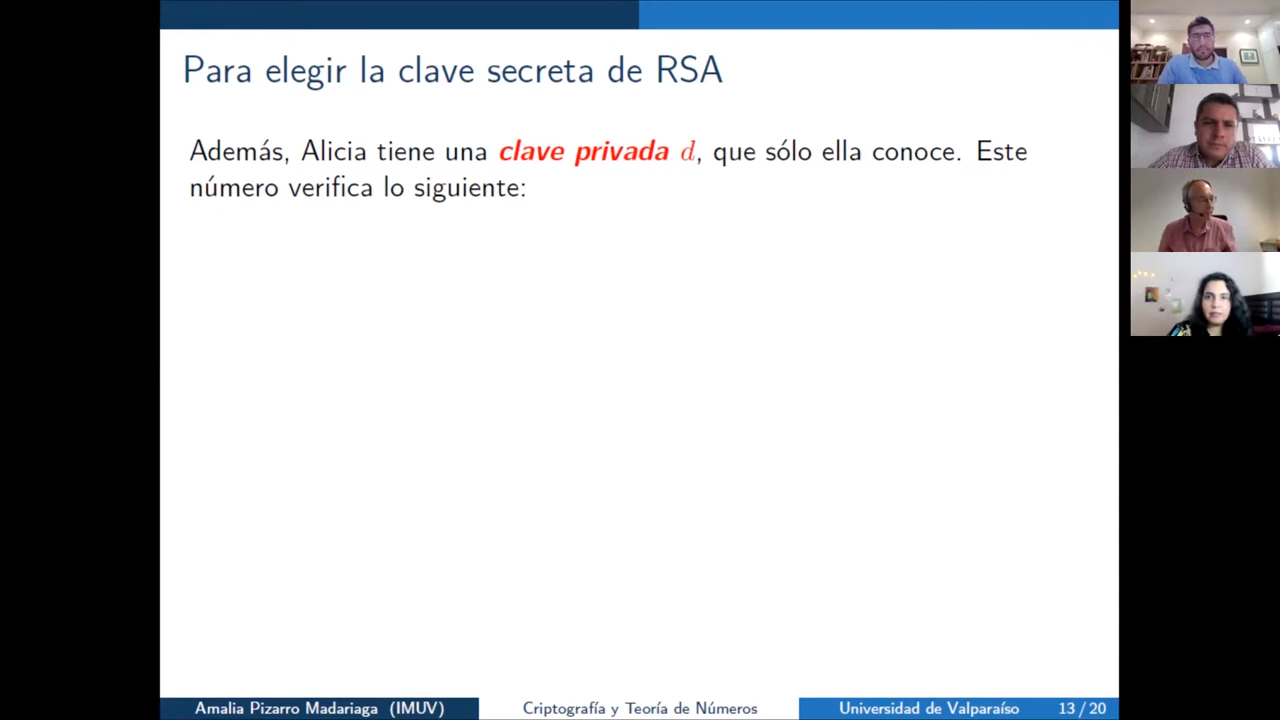 Para elegir la clave secreta de RSA
Además, Alicia tiene una clave privada d, que sólo ella conoce. Este
número verifica lo siguiente:
Amalia Pizarro Madariaga (IMUV) Criptografía y Teoría de Números Universidad de Valparaíso 13 / 20